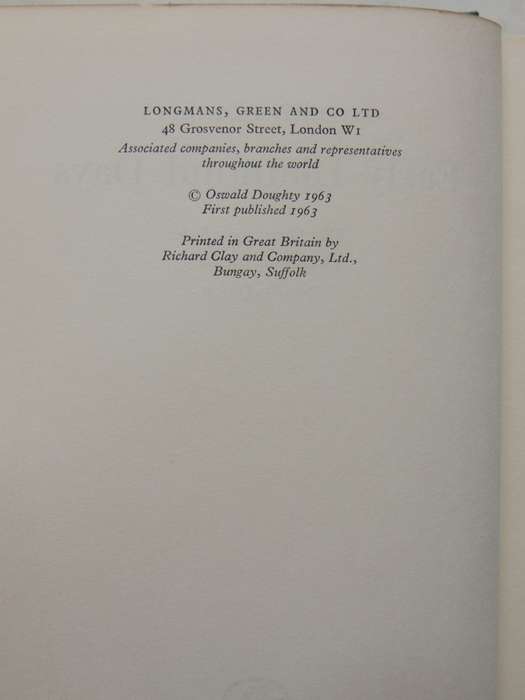 LONGMANS, GREEN AND CO LTD
48 Grosvenor Street, London W1
Associated companies, branches and representatives
throughout the world
© Oswald Doughty 1963
First published 1963
Printed in Great Britain by
Richard Clay and Company, Ltd.,
Bungay, Suffolk